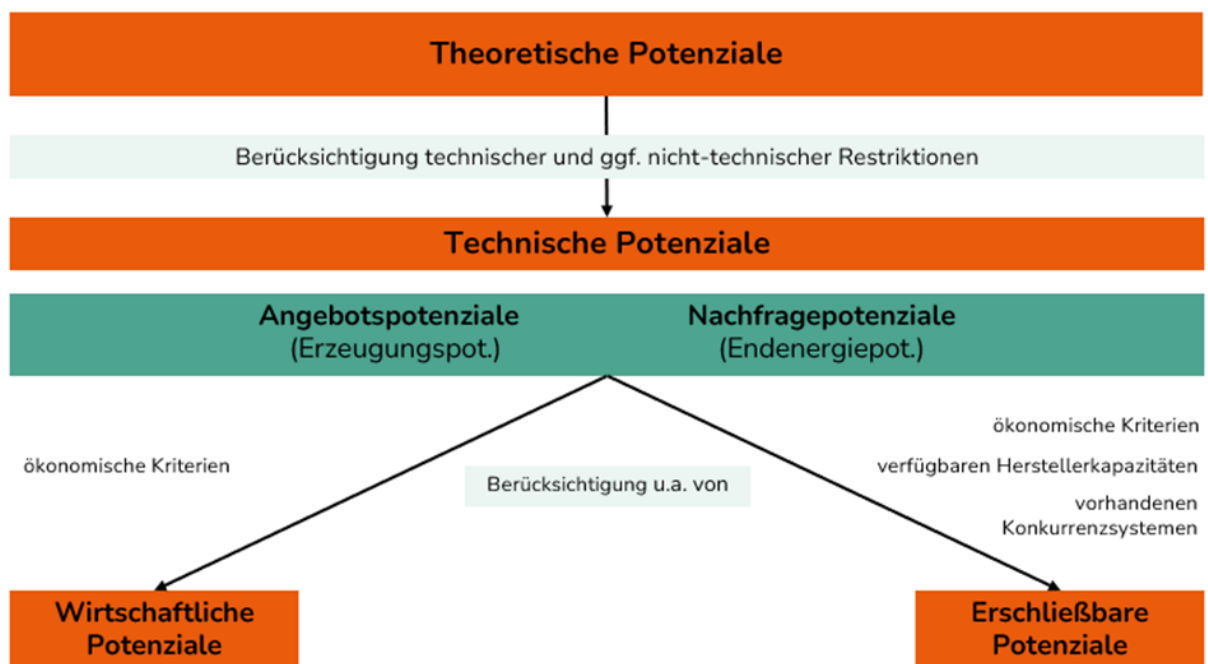 Theoretische Potenziale
Berücksichtigung technischer und ggf. nicht-technischer Restriktionen
Technische Potenziale
Angebotspotenziale
(Erzeugungspot.)
Nachfragepotenziale
(Endenergiepot.)
ökonomische Kriterien
Berücksichtigung u.a. von
ökonomische Kriterien
verfügbaren Herstellerkapazitäten
vorhandenen
Konkurrenzsystemen
Wirtschaftliche
Potenziale
Erschließbare
Potenziale